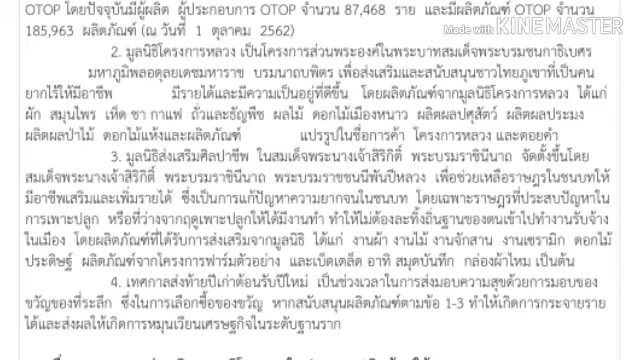 OTOP โดยปัจจุบันมีผู้ผลิต ผู้ประกอบการ OTOP จำนวน 87,468 ราย และมีผลิตภัณฑ์ OTOP จำนวน
185,963 ผลิตภัณฑ์ (ณ วันที่ 1 ตุลาคม 2562)
Made with KINEMASTER
2. มูลนิธิโครงการหลวง เป็นโครงการส่วนพระองค์ในพระบาทสมเด็จพระบรมชนกาธิเบศร
มหาภูมิพลอดุลยเดชมหาราช บรมนาถบพิตร เพื่อส่งเสริมและสนับสนุนชาวไทยภูเขาที่เป็นคน
ยากไร้ให้มีอาชีพ มีรายได้และมีความเป็นอยู่ที่ดีขึ้น โดยผลิตภัณฑ์จากมูลนิธิโครงการหลวง ได้แก่
ผัก สมุนไพร เห็ด ชา กาแฟ ถั่วและธัญพืช ผลไม้ ดอกไม้เมืองหนาว ผลิตผลปศุสัตว์ ผลิตผลประมง
ผลิตผลป่าไม้ ดอกไม้แห้งและผลิตภัณฑ์ แปรรูปในชื่อการค้า โครงการหลวง และดอยคำ
3. มูลนิธิส่งเสริมศิลปาชีพ ในสมเด็จพระนางเจ้าสิริกิติ์ พระบรมราชินีนาถ จัดตั้งขึ้นโดย
สมเด็จพระนางเจ้าสิริกิติ์ พระบรมราชินีนาถ พระบรมราชชนนีพันปีหลวง เพื่อช่วยเหลือราษฎรในชนบทให้
มีอาชีพเสริมและเพิ่มรายได้ ซึ่งเป็นการแก้ปัญหาความยากจนในชนบท โดยเฉพาะราษฎรที่ประสบปัญหาใน
การเพาะปลูก หรือที่ว่างจากฤดูเพาะปลูกให้ได้มีงานทำ ทำให้ไม่ต้องละทิ้งถิ่นฐานของตนเข้าไปทำงานรับจ้าง
ในเมือง โดยผลิตภัณฑ์ที่ได้รับการส่งเสริมจากมูลนิธิ ได้แก่ งานผ้า งานไม้ งานจักสาน งานเซรามิก ดอกไม้
ประดิษฐ์ ผลิตภัณฑ์จากโครงการฟาร์มตัวอย่าง และเบ็ดเตล็ด อาทิ สมุดบันทึก กล่องผ้าไหม เป็นต้น
4. เทศกาลส่งท้ายปีเก่าต้อนรับปีใหม่ เป็นช่วงเวลาในการส่งมอบความสุขด้วยการมอบของ
ขวัญของที่ระลึก ซึ่งในการเลือกซื้อของขวัญ หากสนับสนุนผลิตภัณฑ์ตามข้อ 1-3 ทำให้เกิดการกระจายราย
ได้และส่งผลให้เกิดการหมุนเวียนเศรษฐกิจในระดับฐานราก